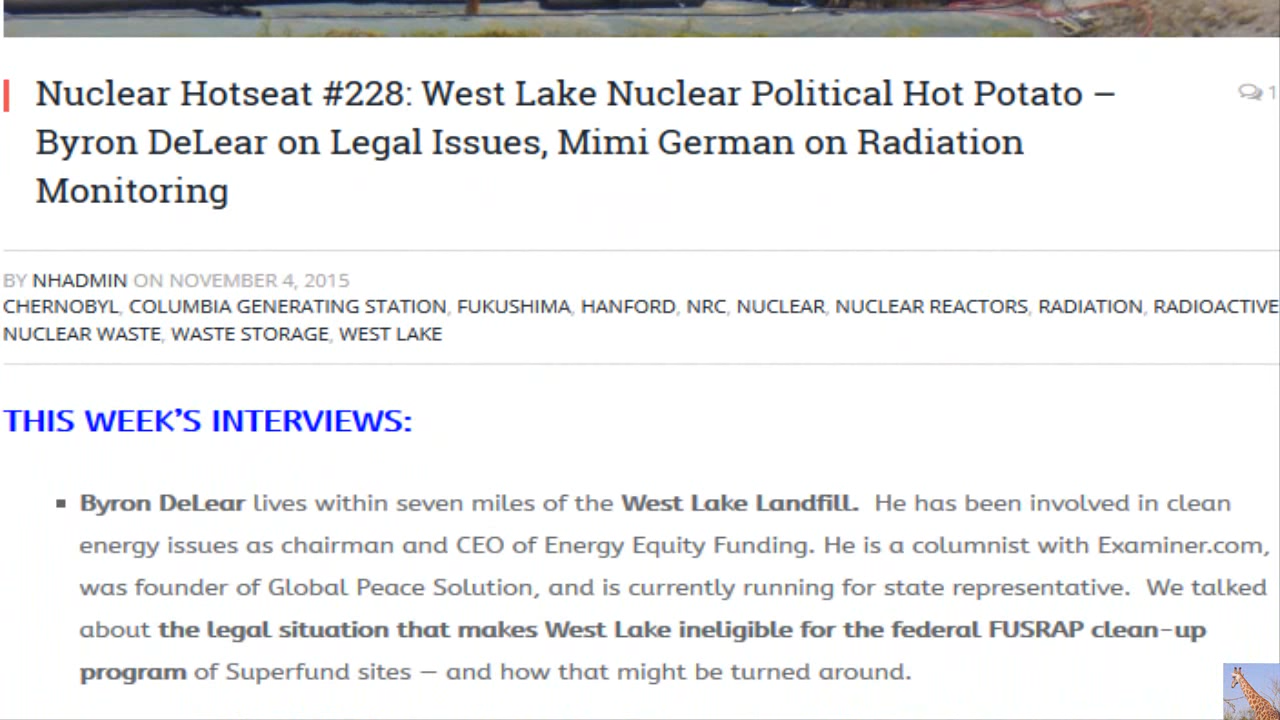 Nuclear Hotseat #228: West Lake Nuclear Political Hot Potato –
1
Byron DeLear on Legal Issues, Mimi German on Radiation
Monitoring
BY NHADMIN ON NOVEMBER 4, 2015
CHERNOBYL, COLUMBIA GENERATING STATION, FUKUSHIMA, HANFORD, NRC, NUCLEAR, NUCLEAR REACTORS, RADIATION, RADIOACTIVE
NUCLEAR WASTE, WASTE STORAGE, WEST LAKE
THIS WEEK'S INTERVIEWS:
▪ Byron DeLear lives within seven miles of the West Lake Landfill. He has been involved in clean
energy issues as chairman and CEO of Energy Equity Funding. He is a columnist with Examiner.com,
was founder of Global Peace Solution, and is currently running for state representative. We talked
about the legal situation that makes West Lake ineligible for the federal FUSRAP clean-up
program of Superfund sites – and how that might be turned around.